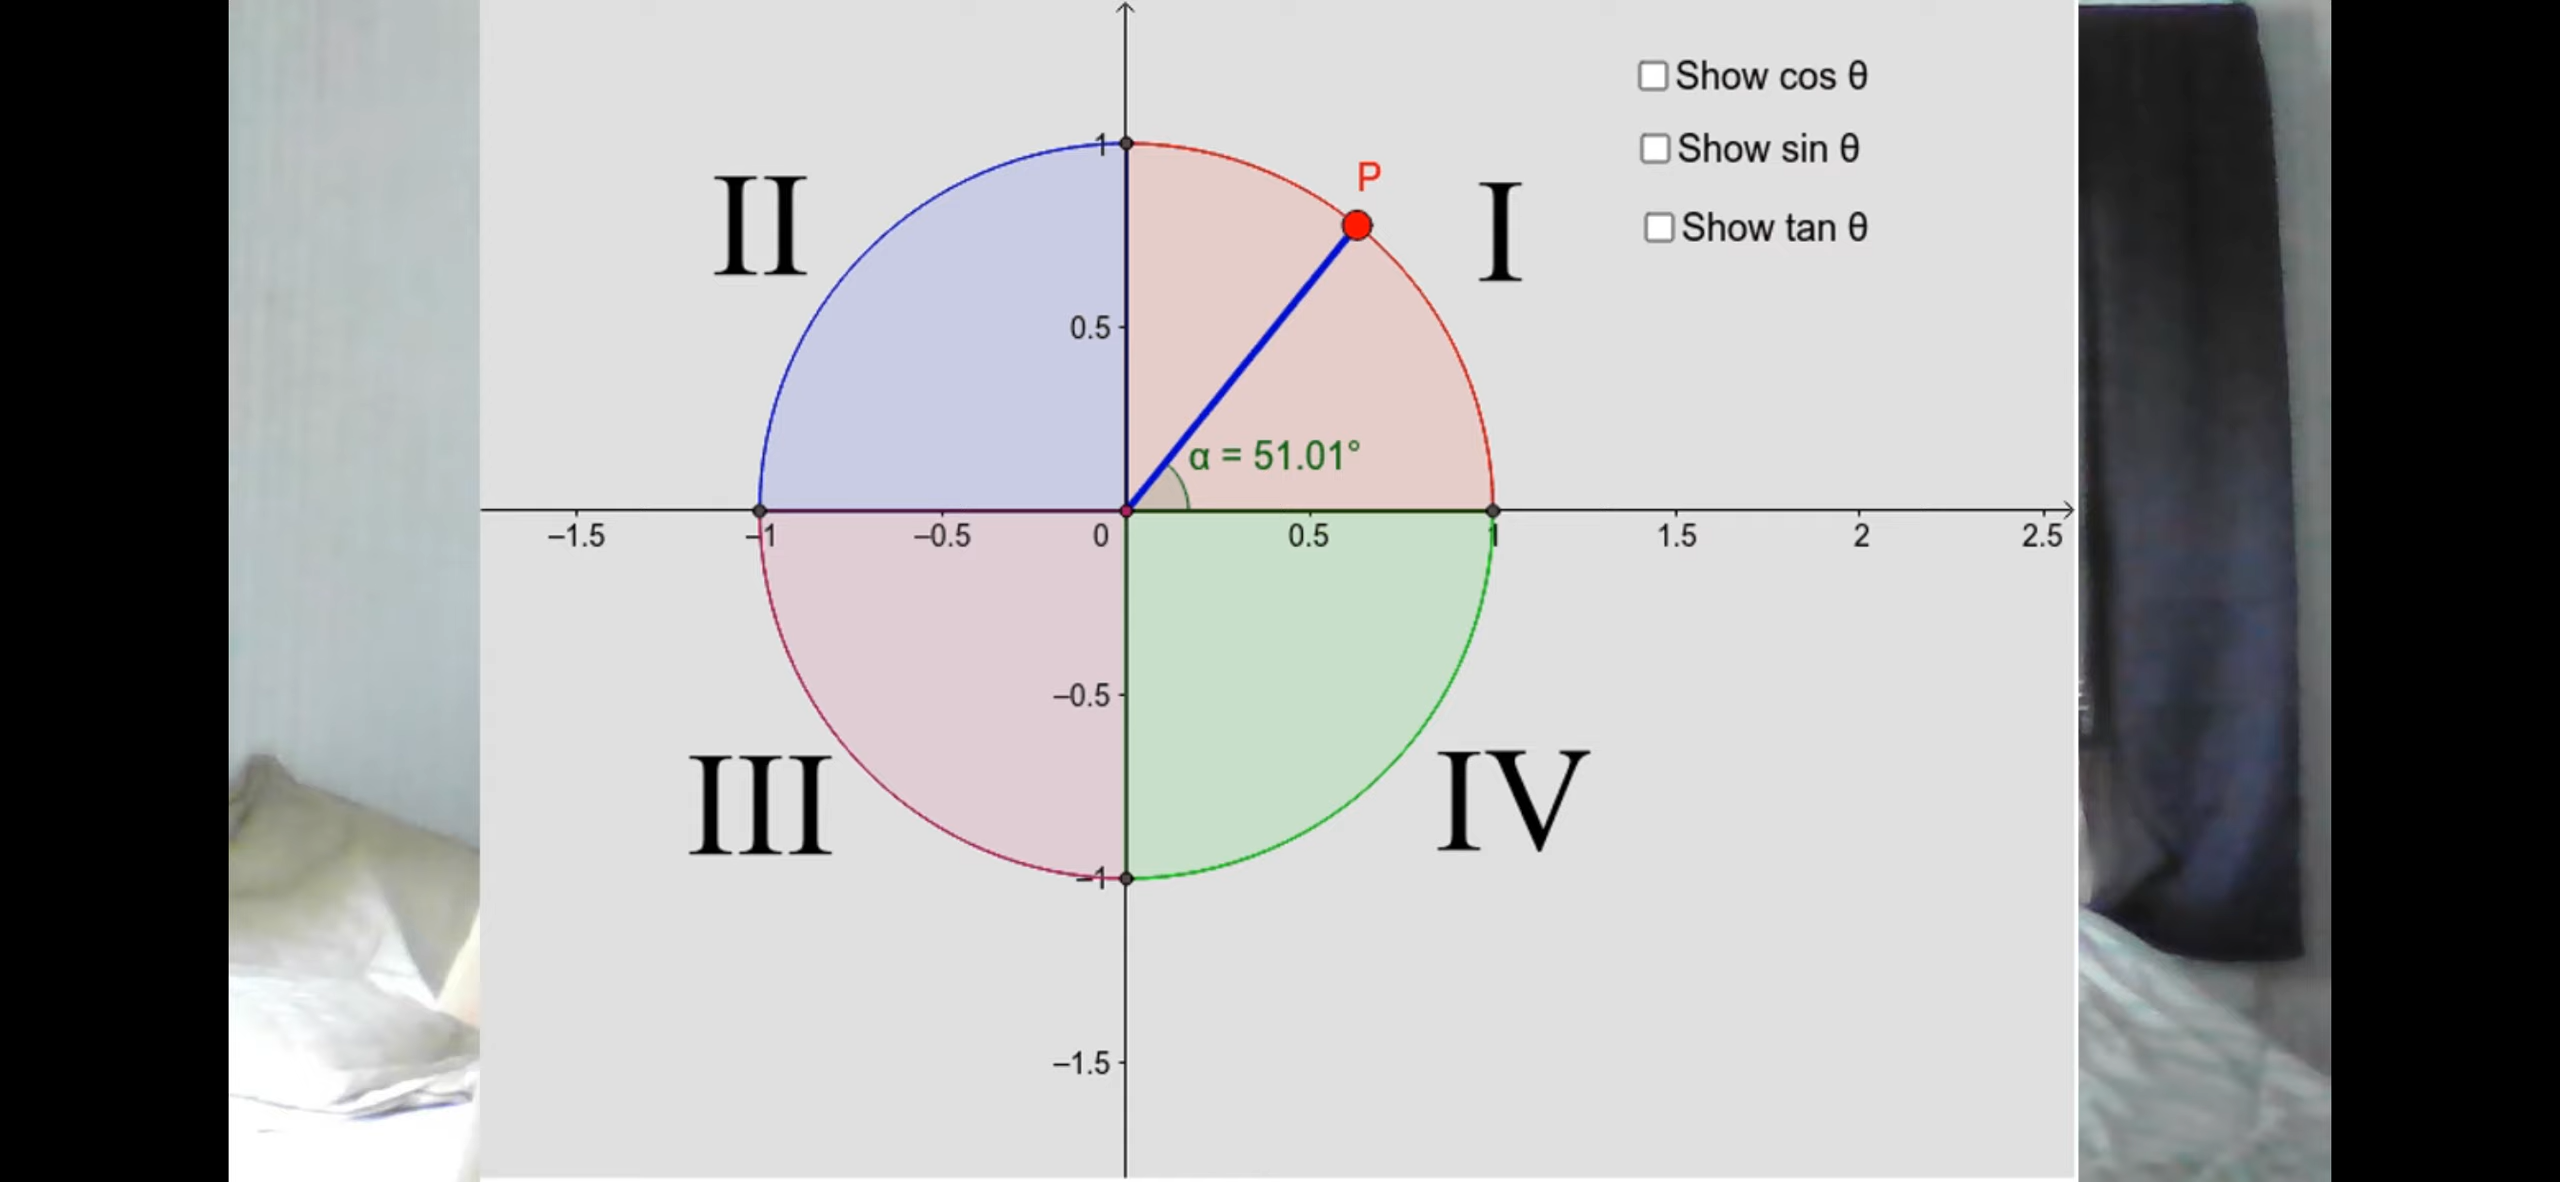 Show cos θ
Show sin θ
Show tan θ
P
I
II
III
IV
α = 51.01°
1
0.5
–0.5
–1
–1.5
–1.5
–1
–0.5
0
0.5
1
1.5
2
2.5